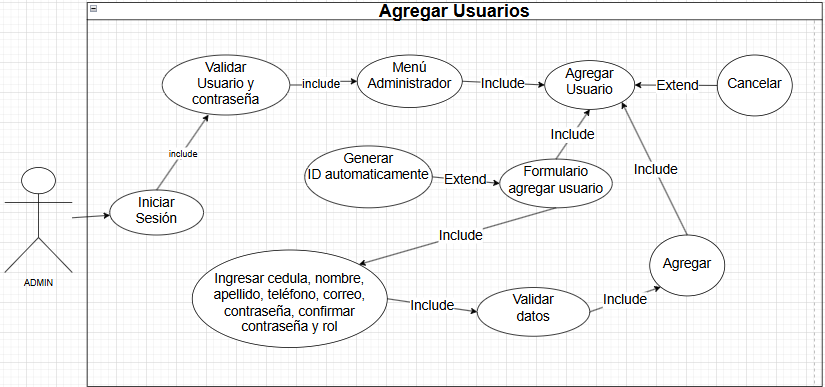 Agregar Usuarios
Validar
Usuario y
contraseña
include
Menú
Administrador
Include
Agregar
Usuario
Extend
Cancelar
include
Include
Generar
ID automaticamente
Extend
Formulario
agregar usuario
Include
Iniciar
Sesión
ADMIN
Include
Agregar
Ingresar cedula, nombre,
apellido, teléfono, correo,
contraseña, confirmar
contraseña y rol
Include
Validar
datos
Include